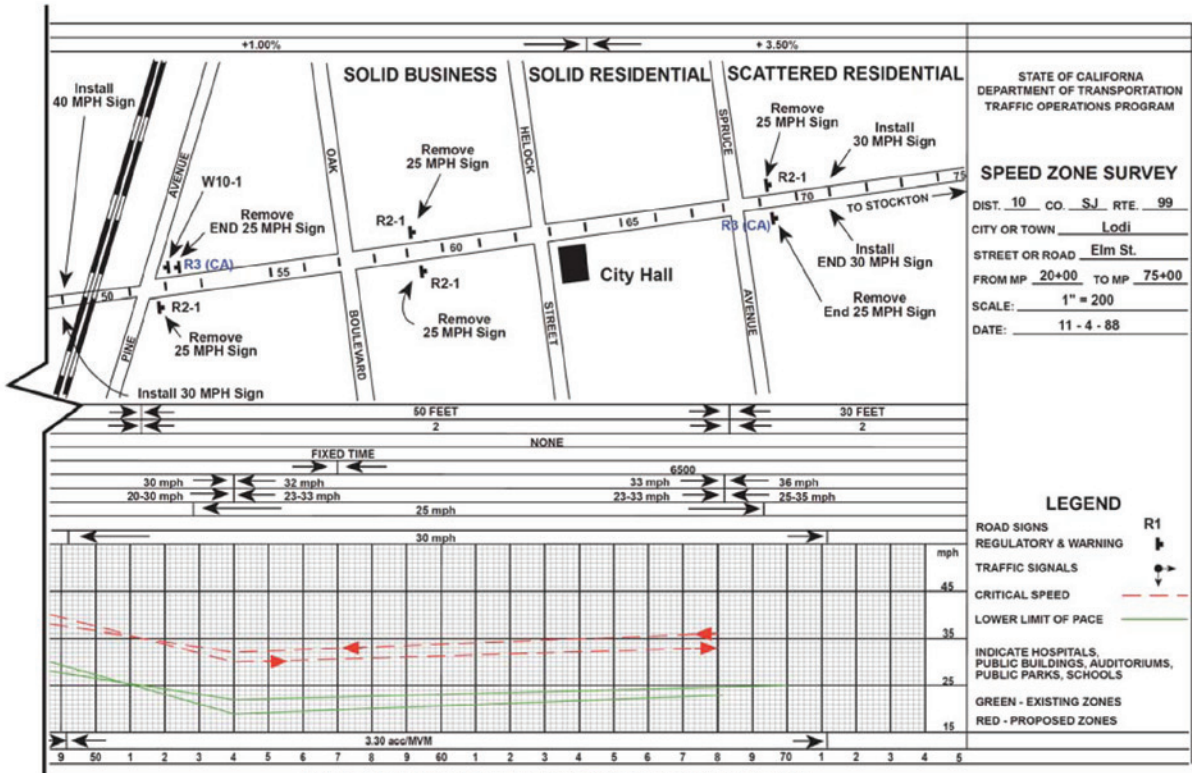 +1.00%
+ 3.50%
SOLID BUSINESS
SOLID RESIDENTIAL
SCATTERED RESIDENTIAL
Install
40 MPH Sign
AVENUE
W10-1
Remove
END 25 MPH Sign
R3 (CA)
50
55
R2-1
Remove
25 MPH Sign
PINE
Install 30 MPH Sign
OAK
BOULEVARD
Remove
25 MPH Sign
R2-1
60
R2-1
Remove
25 MPH Sign
HELOCK
STREET
City Hall
65
SPRUCE
AVENUE
Remove
25 MPH Sign
R2-1
Install
30 MPH Sign
70
75
TO STOCKTON
R3 (CA)
Install
END 30 MPH Sign
Remove
End 25 MPH Sign
STATE OF CALIFORNA
DEPARTMENT OF TRANSPORTATION
TRAFFIC OPERATIONS PROGRAM
SPEED ZONE SURVEY
DIST. 10 CO. SJ RTE. 99
CITY OR TOWN Lodi
STREET OR ROAD Elm St.
FROM MP 20+00 TO MP 75+00
SCALE: 1" = 200
DATE: 11 - 4 - 88
50 FEET 30 FEET
2 2
NONE
FIXED TIME
6500
30 mph 32 mph 33 mph 36 mph
20-30 mph 23-33 mph 23-33 mph 25-35 mph
25 mph
30 mph
mph
45
35
25
15
3.30 acc/MVM
9 50 1 2 3 4 5 6 7 8 9 60 1 2 3 4 5 6 7 8 9 70 1 2 3 4 5
LEGEND
ROAD SIGNS R1
REGULATORY & WARNING
TRAFFIC SIGNALS
CRITICAL SPEED
LOWER LIMIT OF PACE
INDICATE HOSPITALS,
PUBLIC BUILDINGS, AUDITORIUMS,
PUBLIC PARKS, SCHOOLS
GREEN - EXISTING ZONES
RED - PROPOSED ZONES